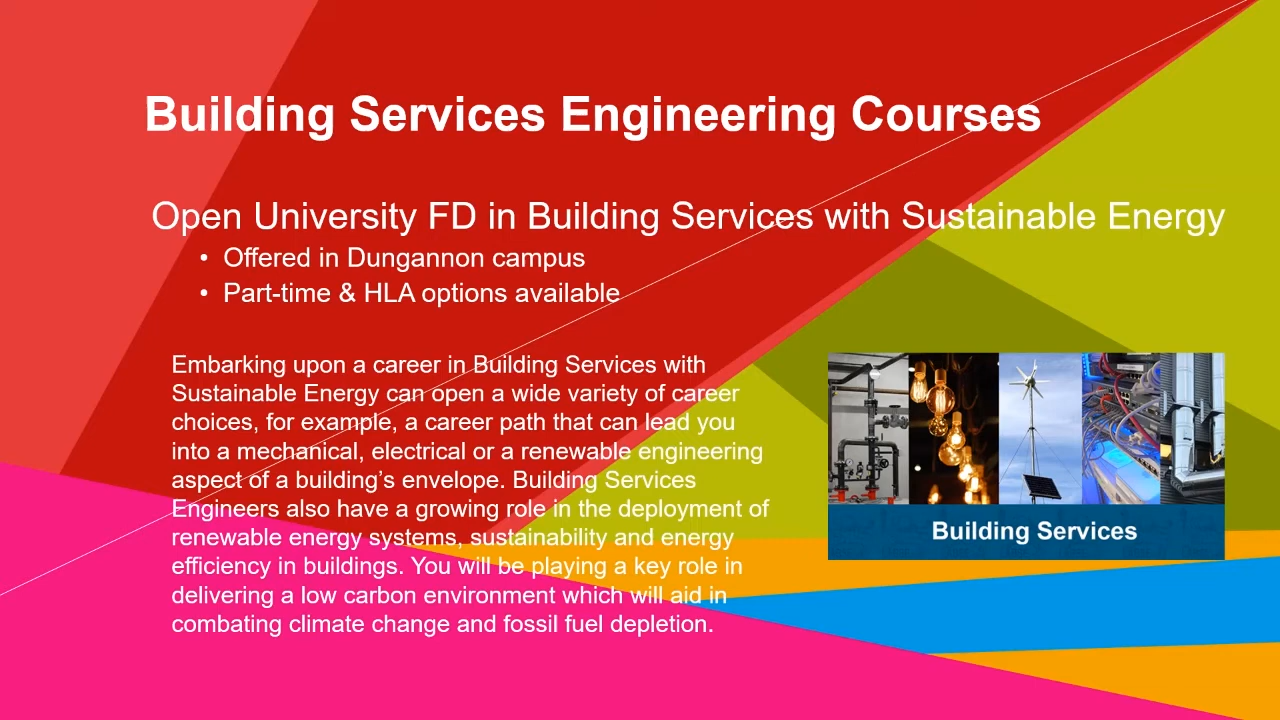 Building Services Engineering Courses
Open University FD in Building Services with Sustainable Energy
• Offered in Dungannon campus
• Part-time & HLA options available
Embarking upon a career in Building Services with
Sustainable Energy can open a wide variety of career
choices, for example, a career path that can lead you
into a mechanical, electrical or a renewable engineering
aspect of a building’s envelope. Building Services
Engineers also have a growing role in the deployment of
renewable energy systems, sustainability and energy
efficiency in buildings. You will be playing a key role in
delivering a low carbon environment which will aid in
combating climate change and fossil fuel depletion.
Building Services